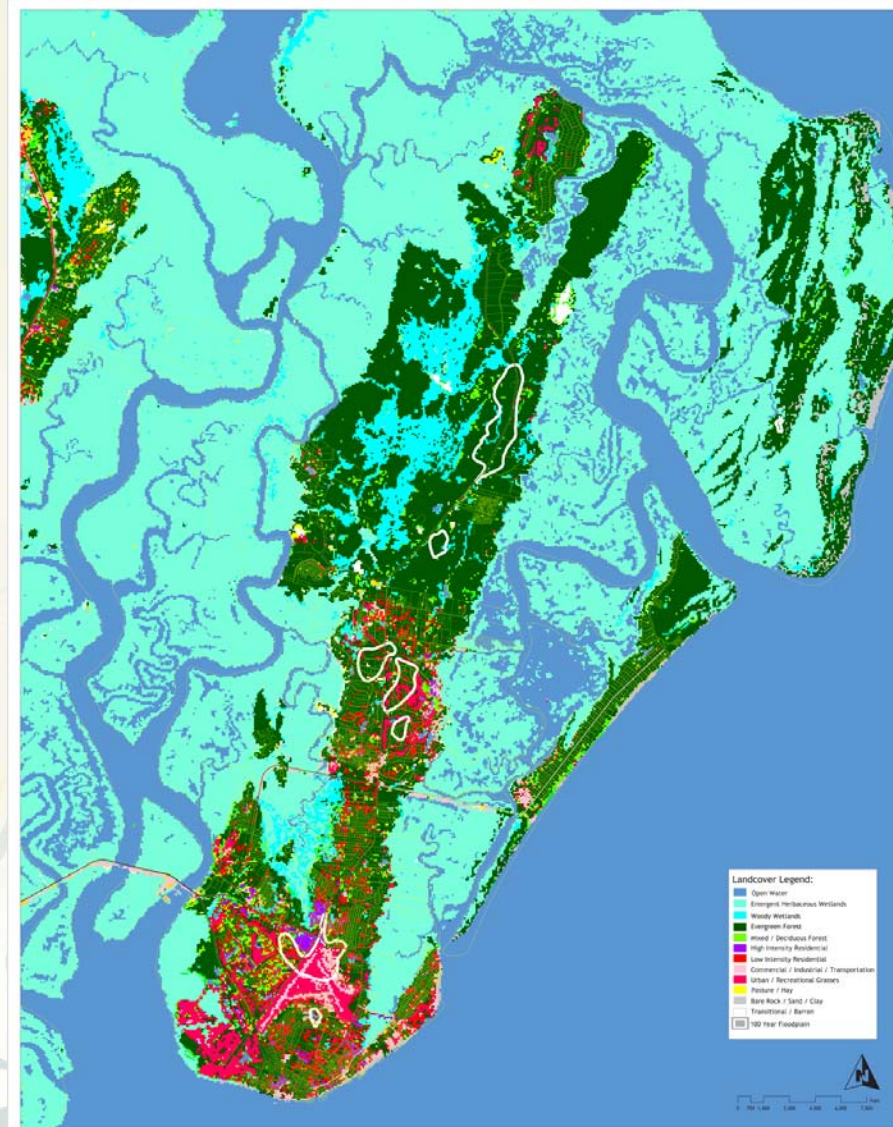 Landcover Legend:
Open Water
Emergent Herbaceous Wetlands
Woody Wetlands
Evergreen Forest
Mixed / Deciduous Forest
High Intensity Residential
Low Intensity Residential
Commercial / Industrial / Transportation
Urban / Recreational Grasses
Pasture / Hay
Bare Rock / Sand / Clay
Transitional / Barren
100 Year Floodplain
N
Feet